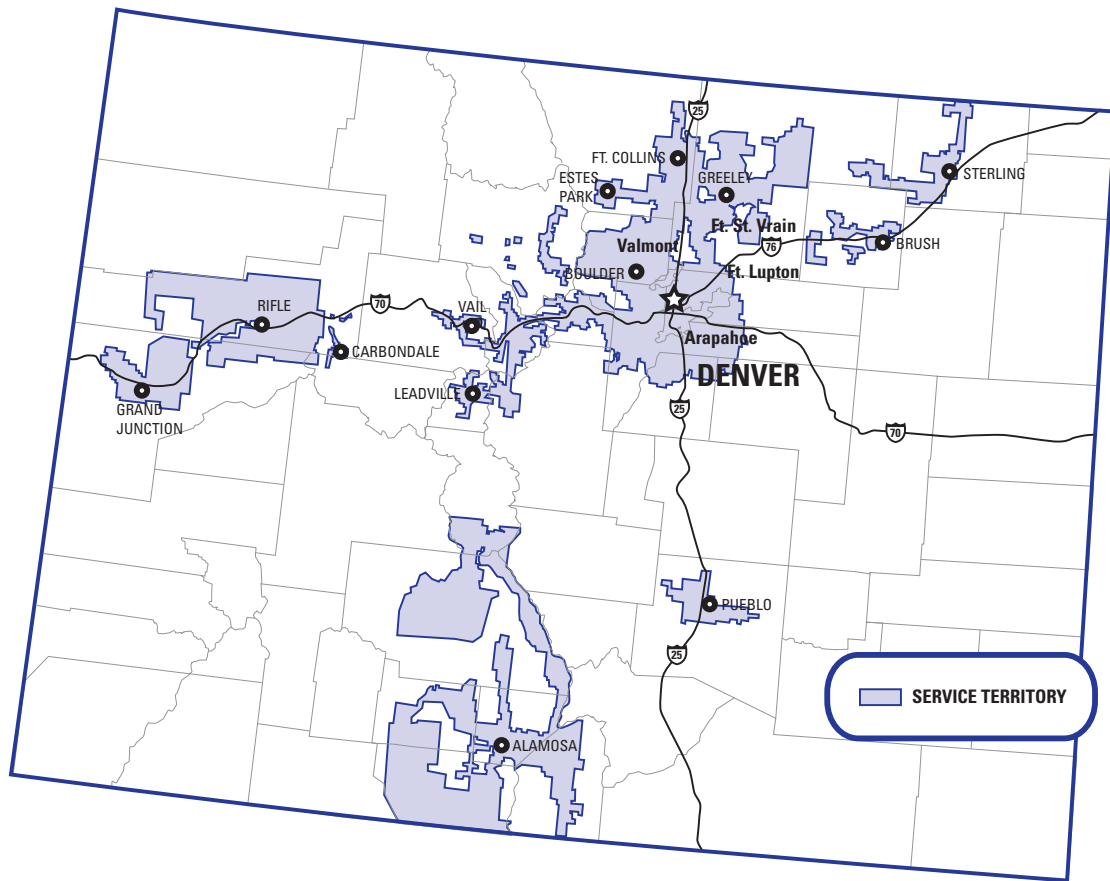 25
FT. COLLINS
ESTES
PARK
GREELEY
STERLING
Ft. St. Vrain
Valmont
76
BRUSH
BOULDER
Ft. Lupton
RIFLE
70
VAIL
Arapahoe
CARBONDALE
DENVER
LEADVILLE
GRAND
JUNCTION
25
70
PUEBLO
25
SERVICE TERRITORY
ALAMOSA